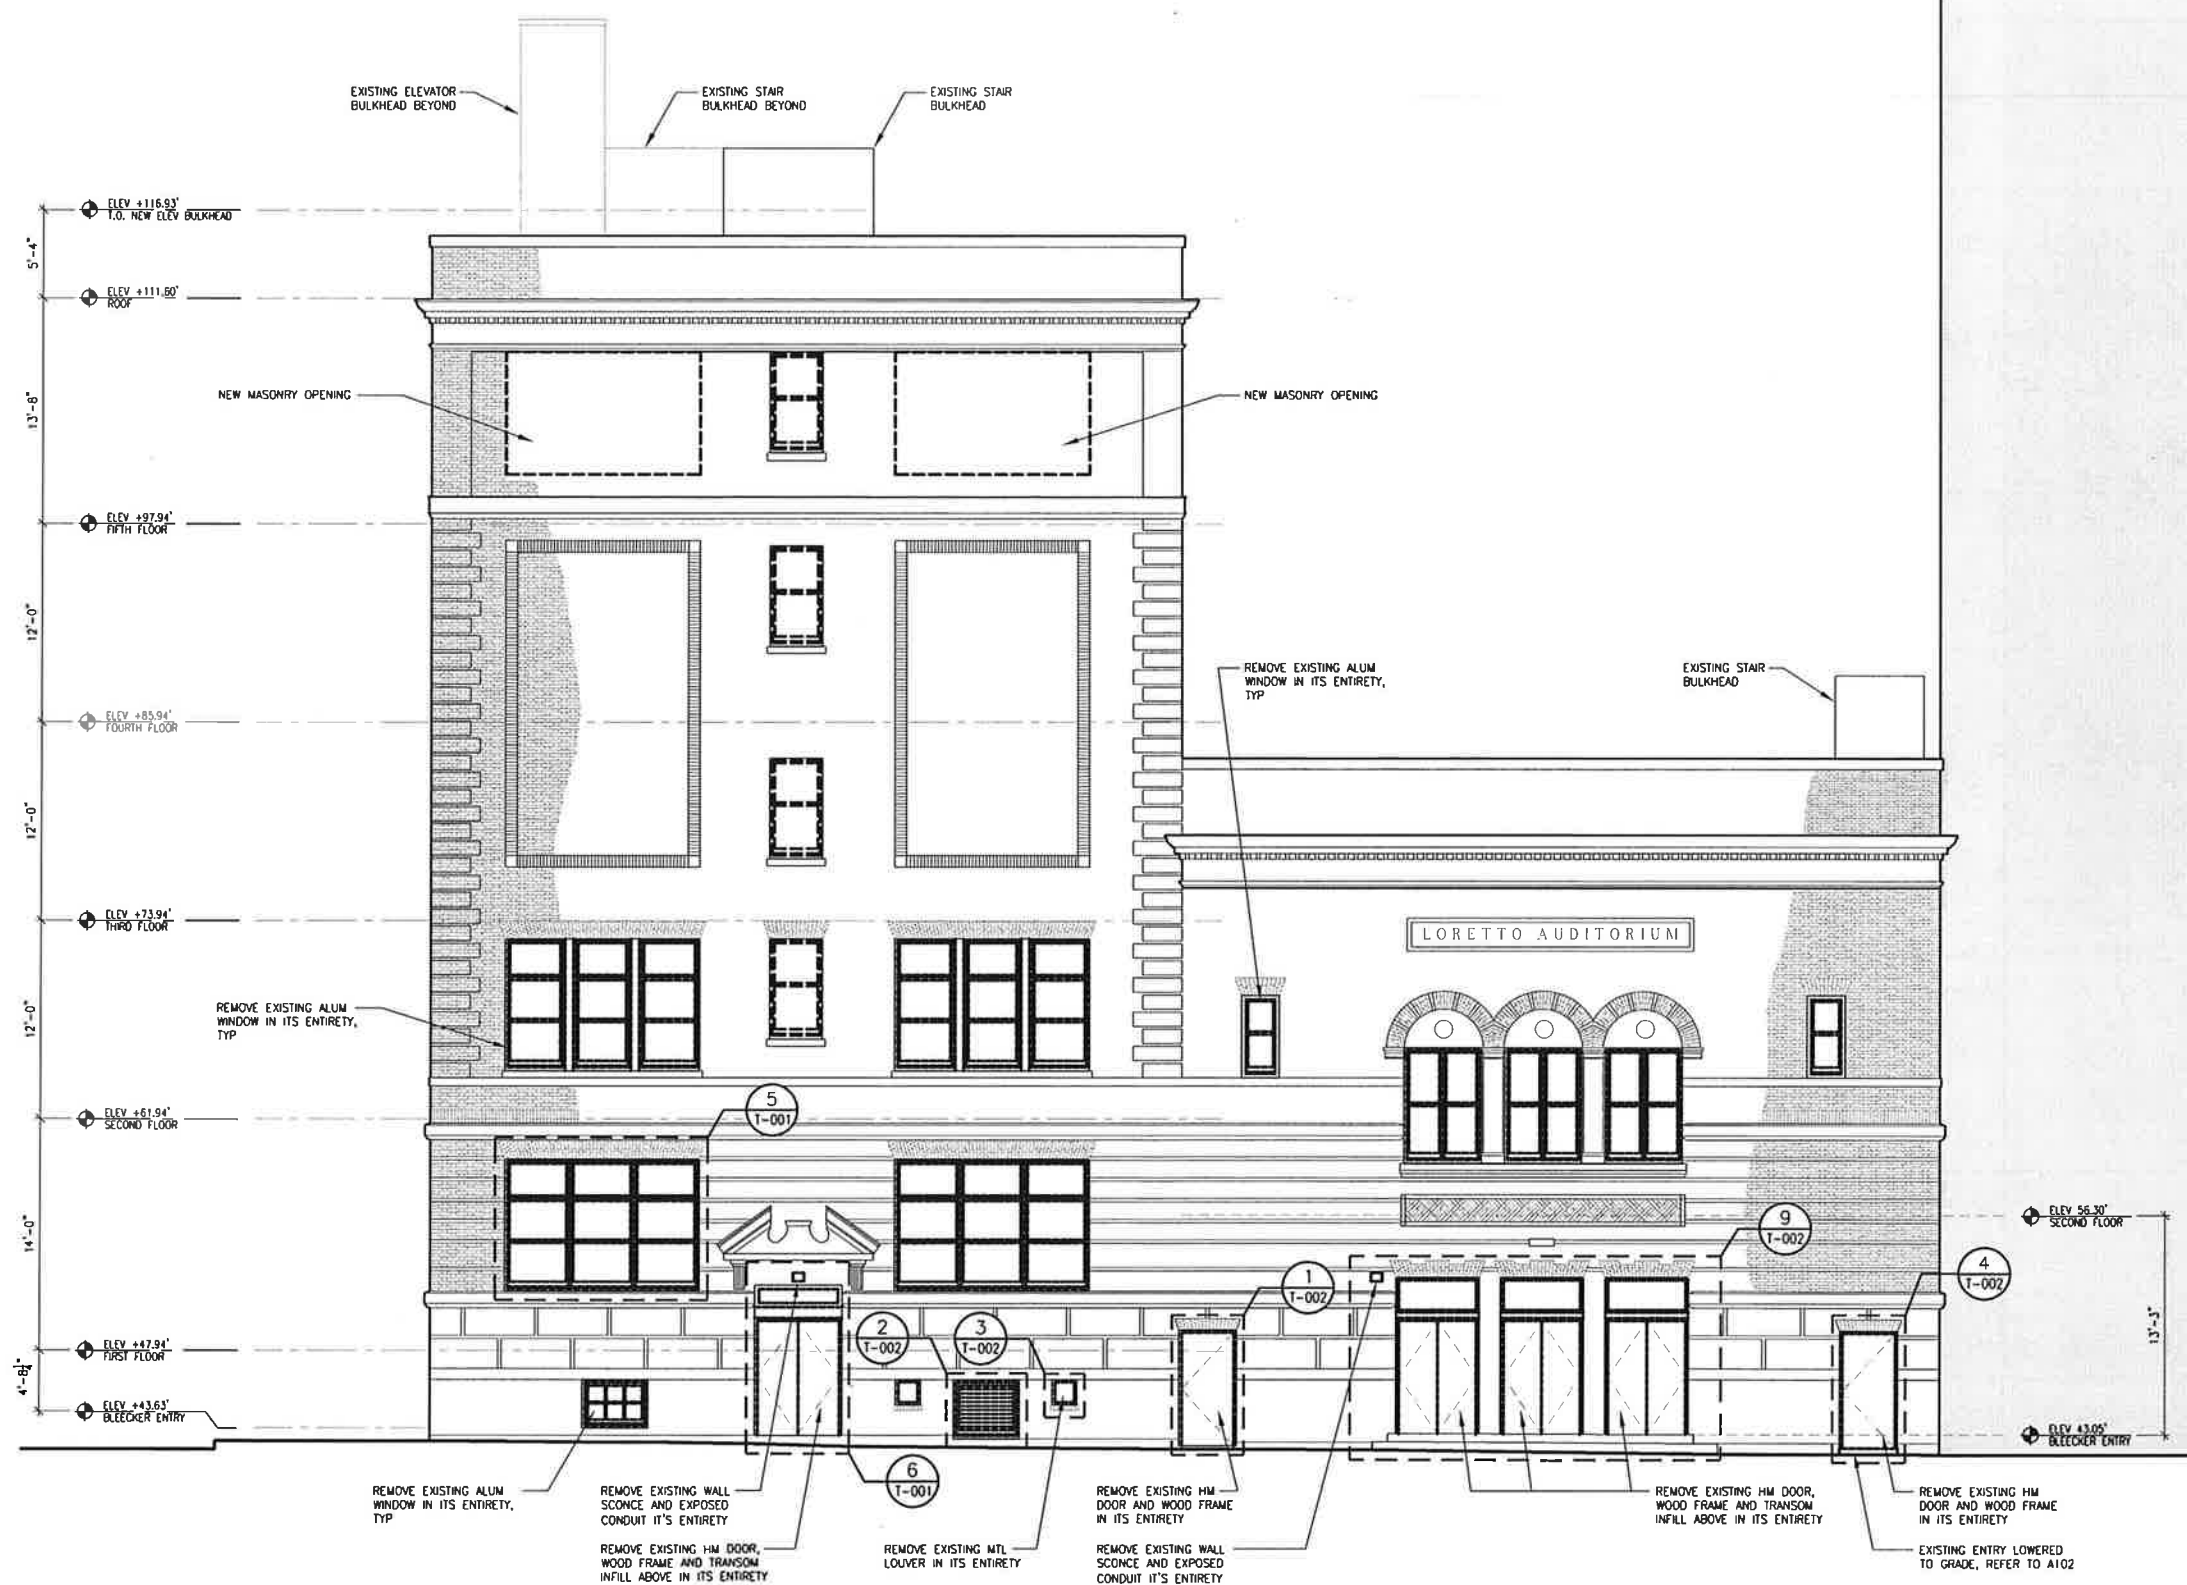 EXISTING ELEVATOR
BULKHEAD BEYOND
EXISTING STAIR
BULKHEAD BEYOND
EXISTING STAIR
BULKHEAD
ELEV +116.93'
T.O. NEW ELEV BULKHEAD
5'-4"
ELEV +111.60'
ROOF
NEW MASONRY OPENING
NEW MASONRY OPENING
13'-8"
ELEV +97.94'
FIFTH FLOOR
12'-0"
REMOVE EXISTING ALUM
WINDOW IN ITS ENTIRETY,
TYP
EXISTING STAIR
BULKHEAD
ELEV +85.94'
FOURTH FLOOR
12'-0"
ELEV +73.94'
THIRD FLOOR
LORETTO AUDITORIUM
REMOVE EXISTING ALUM
WINDOW IN ITS ENTIRETY,
TYP
12'-0"
5
T-001
ELEV +61.94'
SECOND FLOOR
14'-0"
ELEV 56.30'
SECOND FLOOR
9
T-002
4
T-002
1
T-002
2
T-002
3
T-002
13'-3"
ELEV +47.94'
FIRST FLOOR
4'-8 1/4"
ELEV +43.63'
BLEECKER ENTRY
ELEV 43.05'
BLEECKER ENTRY
6
T-001
REMOVE EXISTING ALUM
WINDOW IN ITS ENTIRETY,
TYP
REMOVE EXISTING WALL
SCONCE AND EXPOSED
CONDUIT IT'S ENTIRETY
REMOVE EXISTING HM DOOR,
WOOD FRAME AND TRANSOM
INFILL ABOVE IN ITS ENTIRETY
REMOVE EXISTING MTL
LOUVER IN ITS ENTIRETY
REMOVE EXISTING HM
DOOR AND WOOD FRAME
IN ITS ENTIRETY
REMOVE EXISTING WALL
SCONCE AND EXPOSED
CONDUIT IT'S ENTIRETY
REMOVE EXISTING HM DOOR,
WOOD FRAME AND TRANSOM
INFILL ABOVE IN ITS ENTIRETY
REMOVE EXISTING HM
DOOR AND WOOD FRAME
IN ITS ENTIRETY
EXISTING ENTRY LOWERED
TO GRADE, REFER TO A102